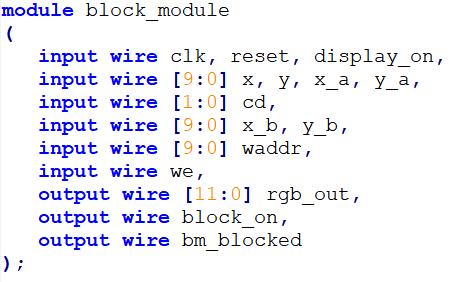 module block_module
(
input wire clk, reset, display_on,
input wire [9:0] x, y, x_a, y_a,
input wire [1:0] cd,
input wire [9:0] x_b, y_b,
input wire [9:0] waddr,
input wire we,
output wire [11:0] rgb_out,
output wire block_on,
output wire bm_blocked
);